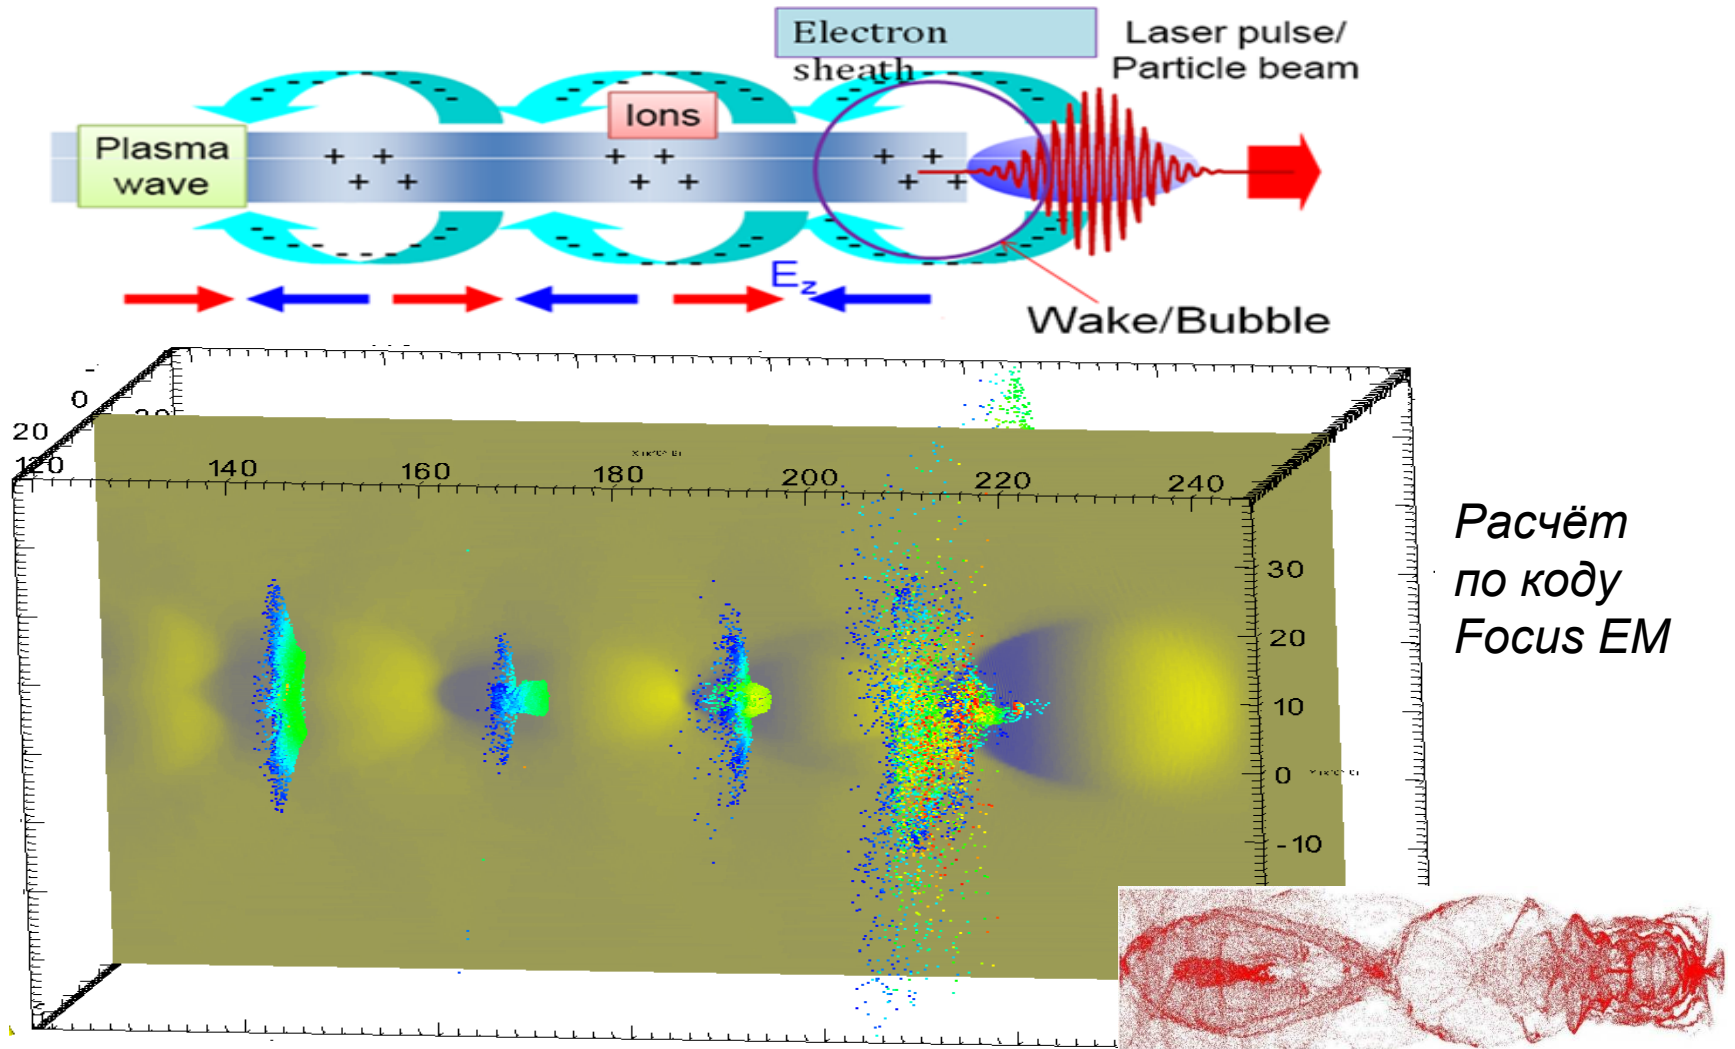 Electron
sheath
Laser pulse/
Particle beam
Ions
Plasma
wave
+ +
+ +
+ +
+ +
+ +
+ +
E_z
Wake/Bubble
0
20
120 140 160 180 200 220 240
30
20
10
0
-10
Расчёт
по коду
Focus EM